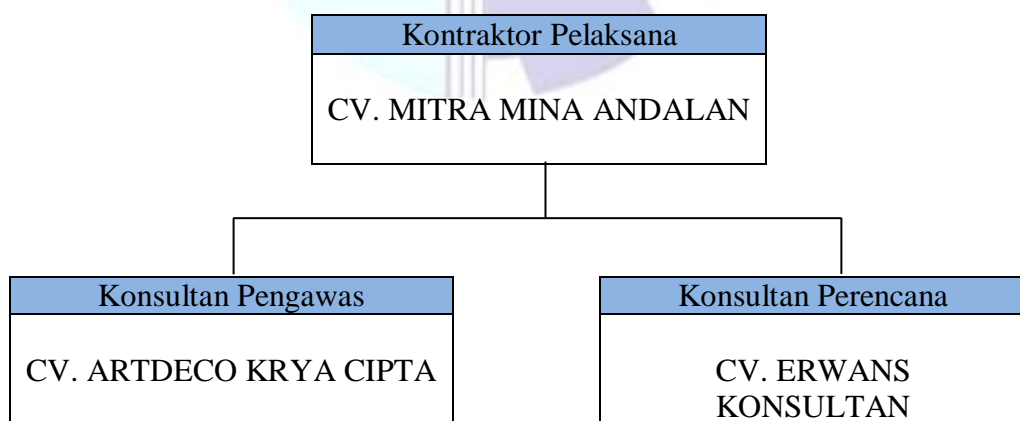 Kontraktor Pelaksana
CV. MITRA MINA ANDALAN
Konsultan Pengawas
CV. ARTDECO KRYA CIPTA
Konsultan Perencana
CV. ERWANS
KONSULTAN